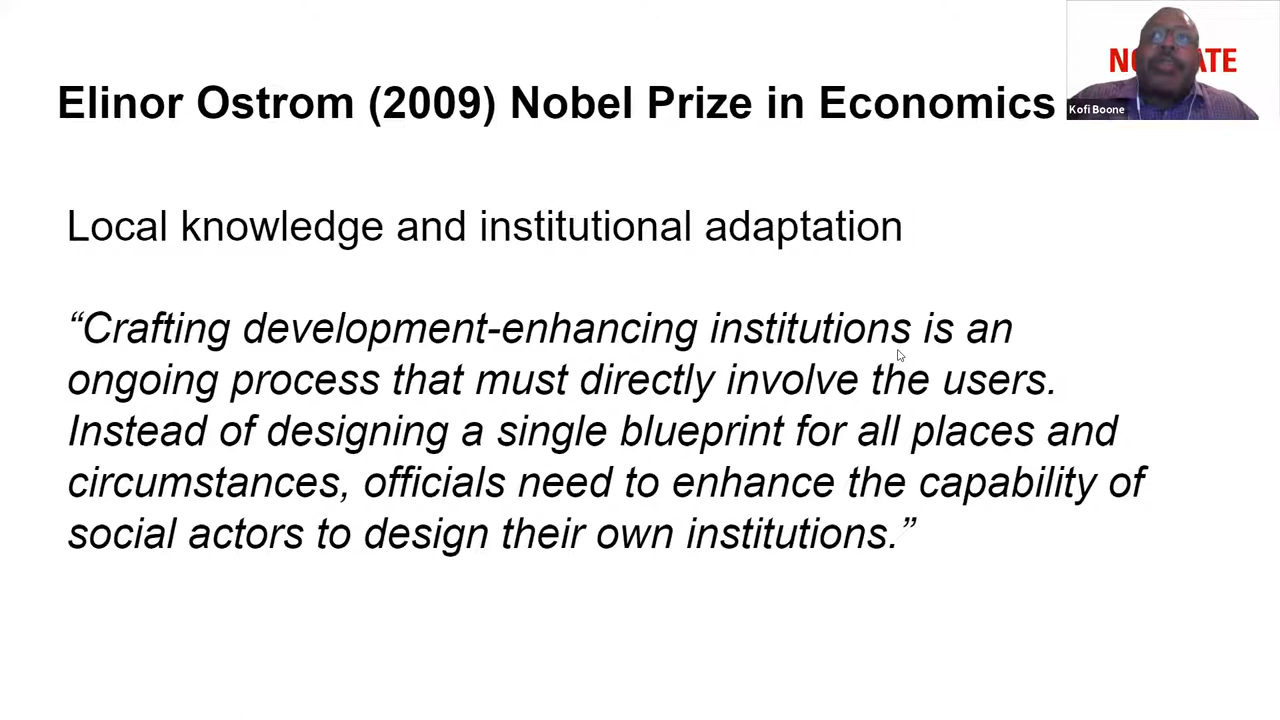 Elinor Ostrom (2009) Nobel Prize in Economics
Kofi Boone
Local knowledge and institutional adaptation
“Crafting development-enhancing institutions is an
ongoing process that must directly involve the users.
Instead of designing a single blueprint for all places and
circumstances, officials need to enhance the capability of
social actors to design their own institutions.”